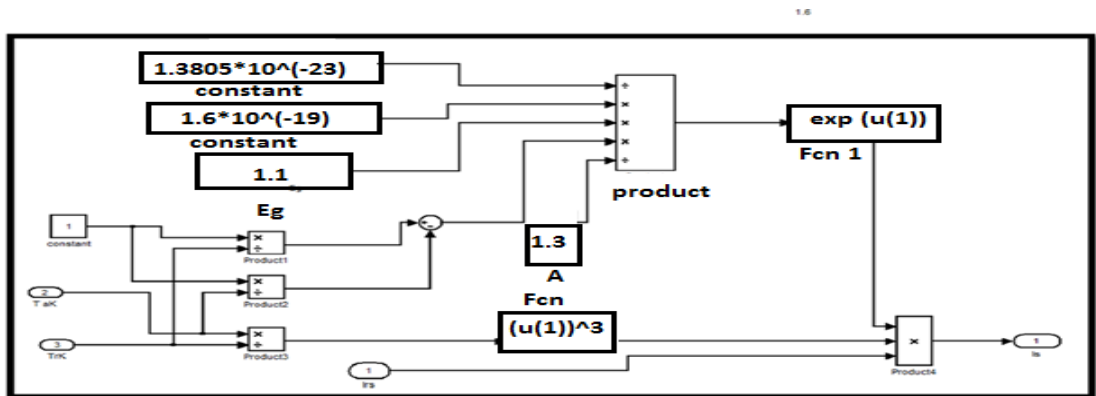 1.6
1.3805*10^(-23)
constant
1.6*10^(-19)
constant
1.1
Eg
÷
×
×
×
÷
product
exp (u(1))
Fcn 1
1
constant
×
÷
Product1
2
T aK
×
÷
Product2
3
TrK
×
÷
Product3
1.3
A
Fcn
(u(1))^3
1
Irs
×
Product4
1
Is